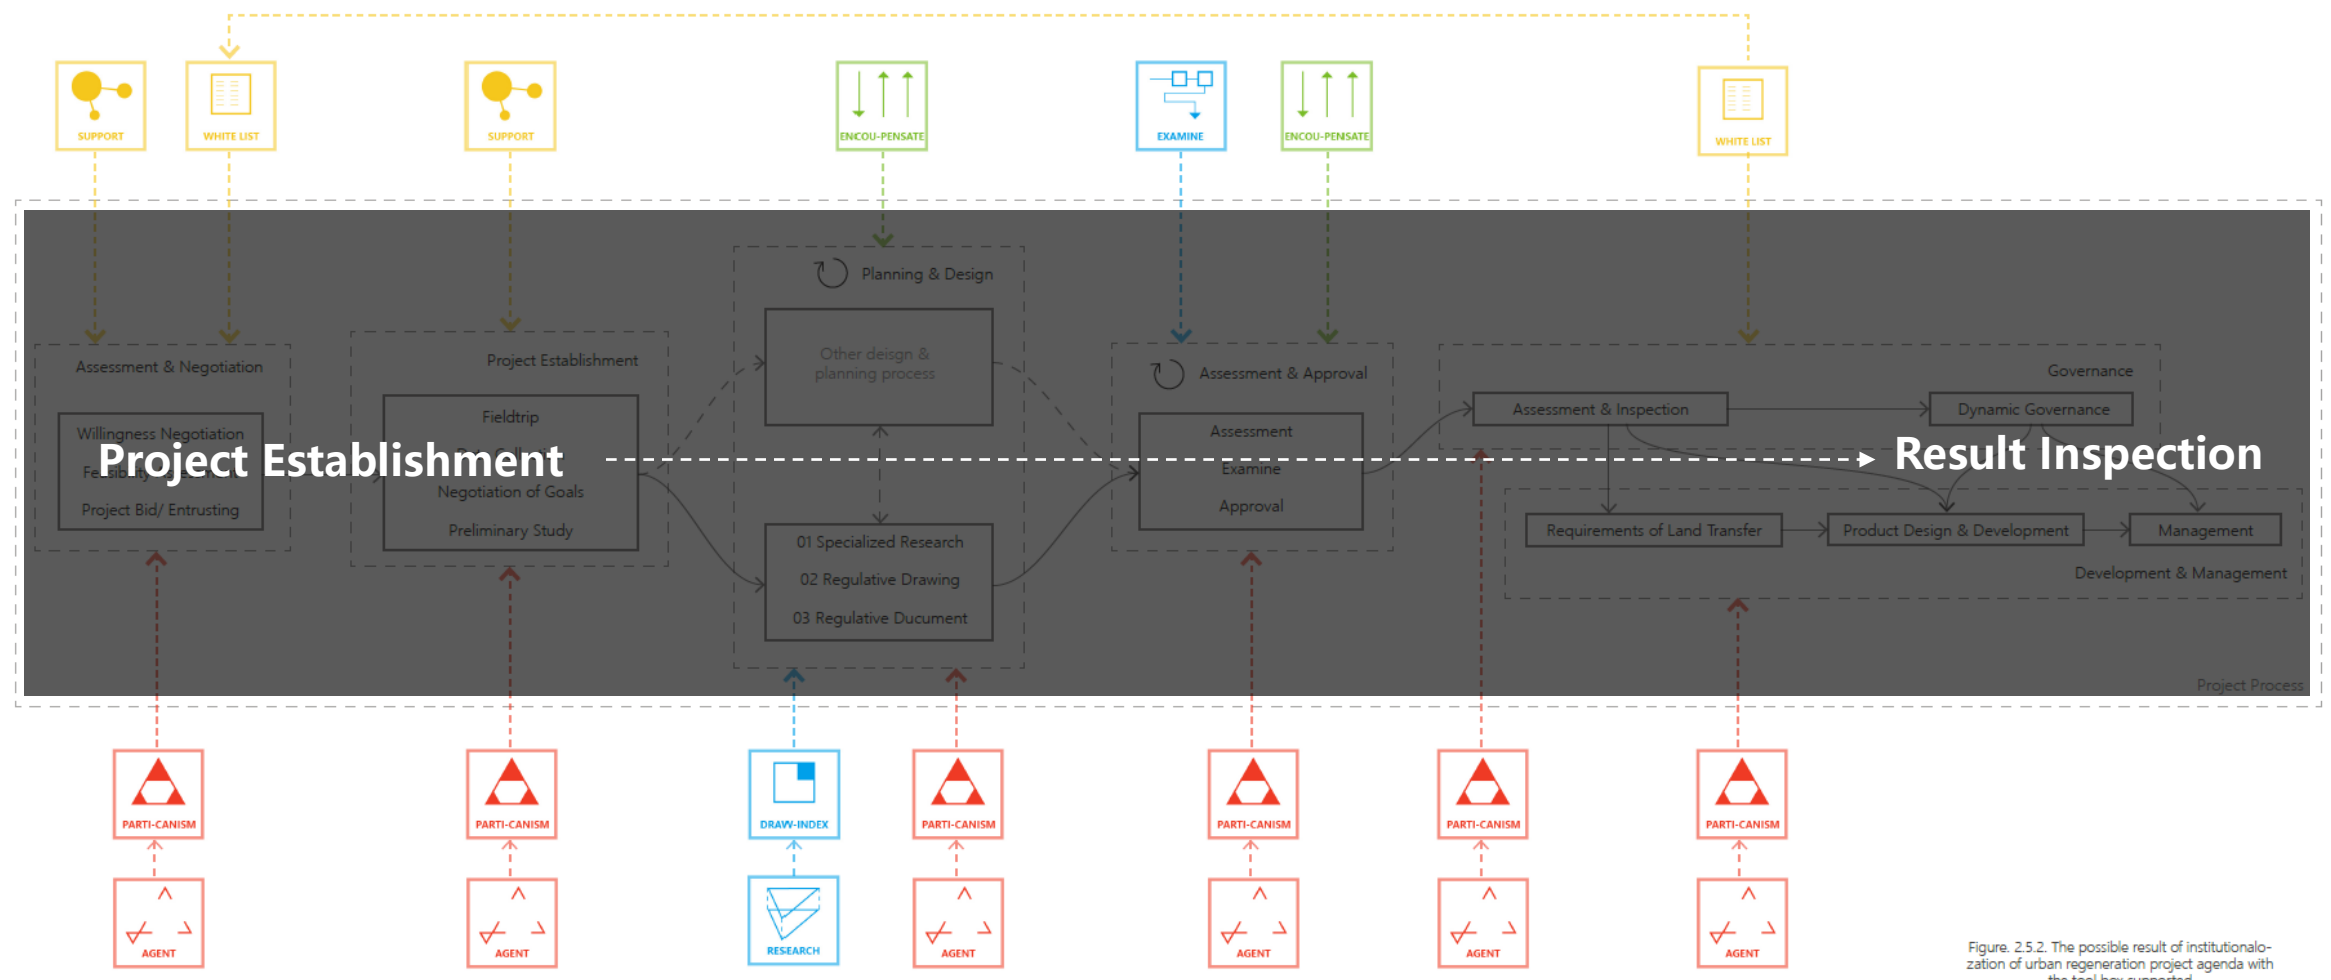 SUPPORT
WHITE LIST
SUPPORT
ENCOU-PENSATE
EXAMINE
ENCOU-PENSATE
WHITE LIST
Assessment & Negotiation
Willingness Negotiation
Project Bid/ Entrusting
Project Establishment
Fieldtrip
Negotiation of Goals
Preliminary Study
Planning & Design
Other deisgn &
planning process
01 Specialized Research
02 Regulative Drawing
03 Regulative Ducument
Assessment & Approval
Assessment
Examine
Approval
Governance
Assessment & Inspection
Dynamic Governance
Requirements of Land Transfer
Product Design & Development
Management
Development & Management
Project Establishment
Result Inspection
Project Process
PARTI-CANISM
PARTI-CANISM
DRAW-INDEX
PARTI-CANISM
PARTI-CANISM
PARTI-CANISM
PARTI-CANISM
AGENT
AGENT
RESEARCH
AGENT
AGENT
AGENT
AGENT
Figure. 2.5.2. The possible result of institutionalo-
zation of urban regeneration project agenda with
the tool box supported